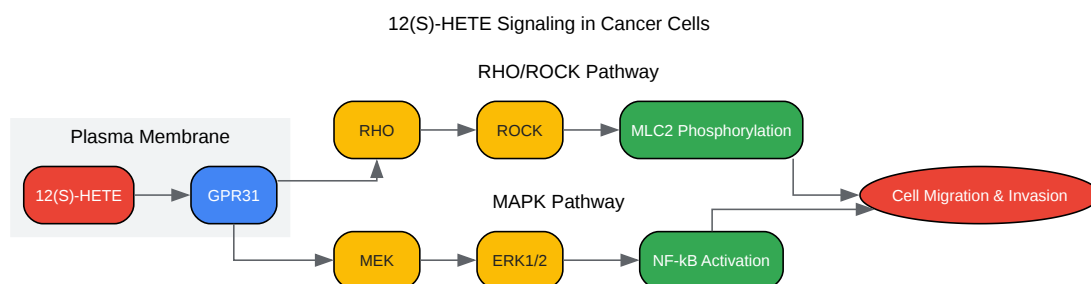 12(S)-HETE Signaling in Cancer Cells
RHO/ROCK Pathway
RHO
ROCK
MLC2 Phosphorylation
Plasma Membrane
12(S)-HETE
GPR31
Cell Migration & Invasion
MAPK Pathway
MEK
ERK1/2
NF-kB Activation